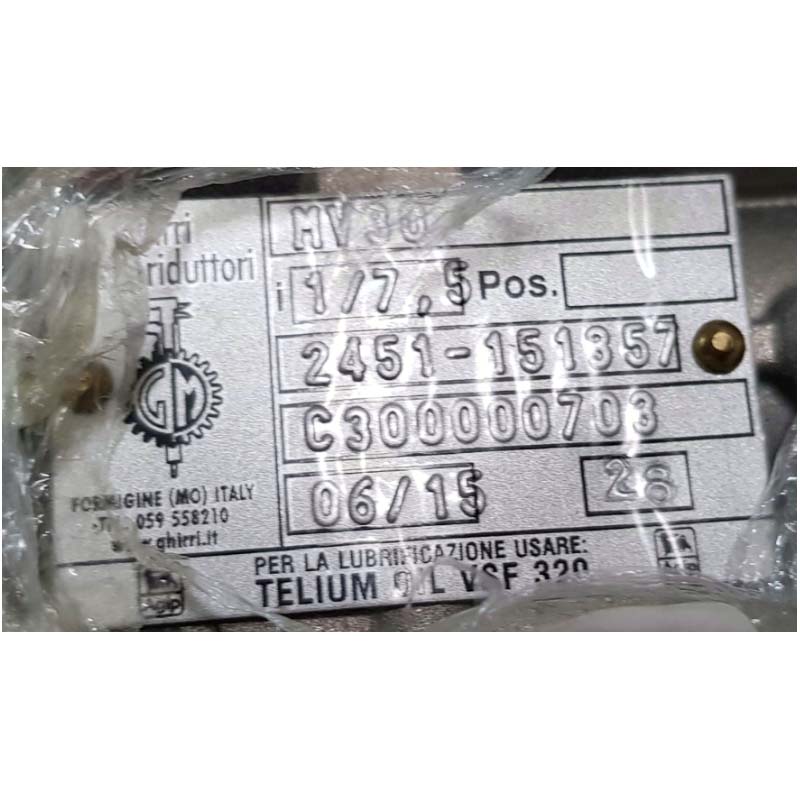 MV30
riduttori
i 1/7,5 Pos.
2451-151357
GM
C300000703
06/15 28
FORMIGINE (MO) ITALY
059 558210
ghirri.it
PER LA LUBRIFICAZIONE USARE:
TELIUM OIL VSF 320